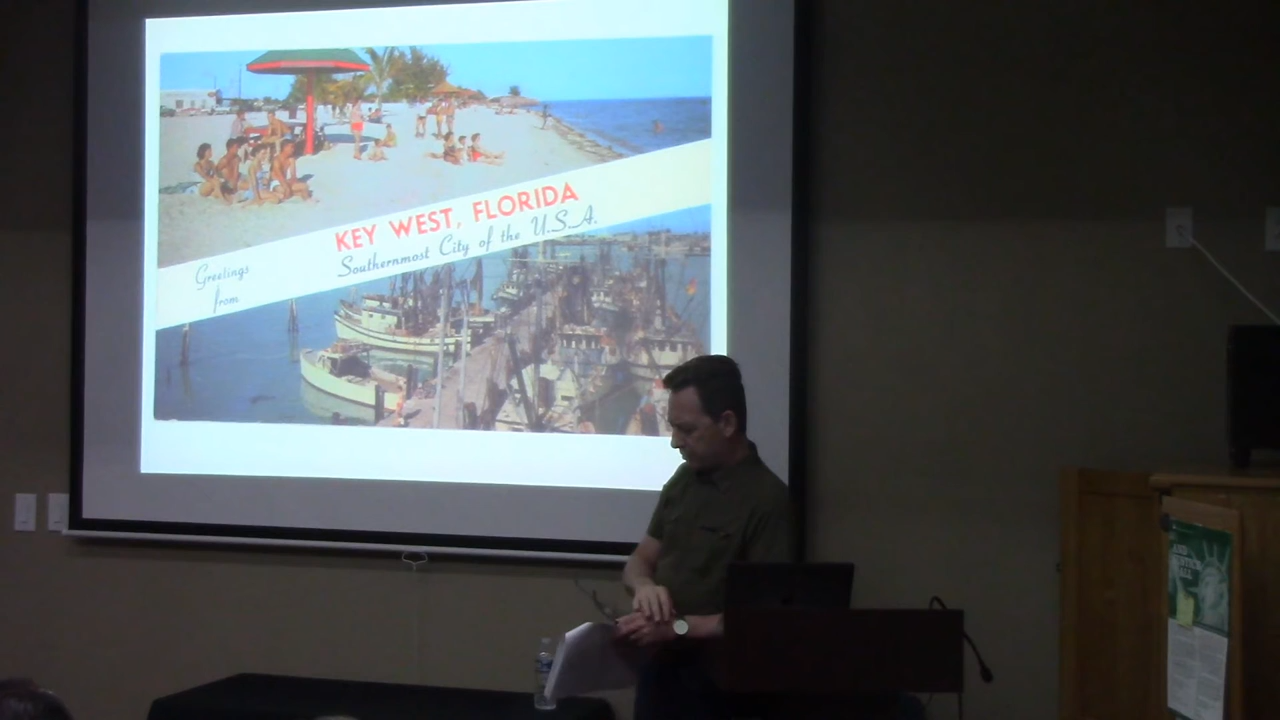 KEY WEST, FLORIDA
Southernmost City of the U.S.A.
Greetings
from